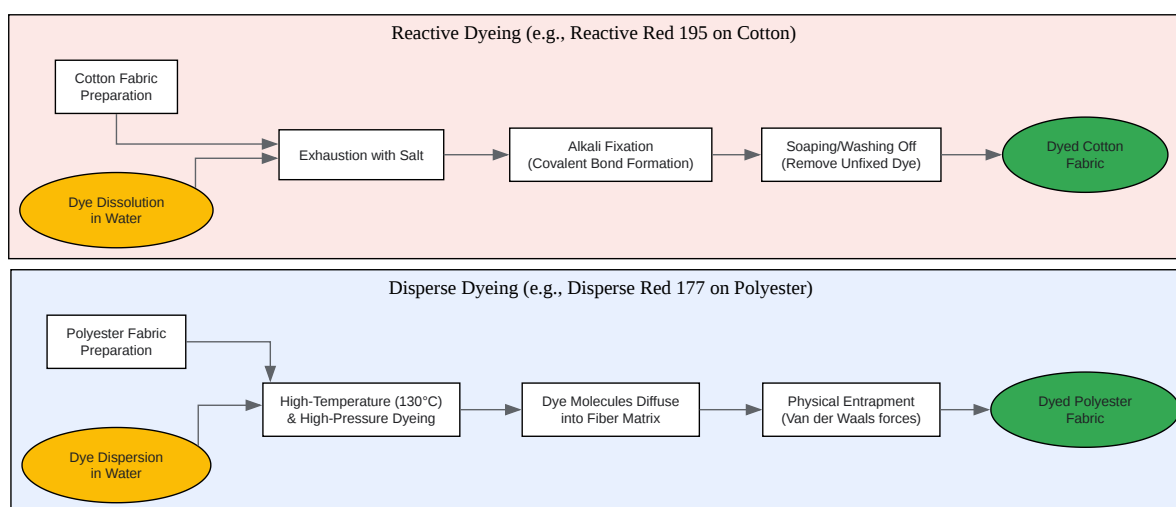 Reactive Dyeing (e.g., Reactive Red 195 on Cotton)
Cotton Fabric
Preparation
Dye Dissolution
in Water
Exhaustion with Salt
Alkali Fixation
(Covalent Bond Formation)
Soaping/Washing Off
(Remove Unfixed Dye)
Dyed Cotton
Fabric
Disperse Dyeing (e.g., Disperse Red 177 on Polyester)
Polyester Fabric
Preparation
Dye Dispersion
in Water
High-Temperature (130°C)
& High-Pressure Dyeing
Dye Molecules Diffuse
into Fiber Matrix
Physical Entrapment
(Van der Waals forces)
Dyed Polyester
Fabric